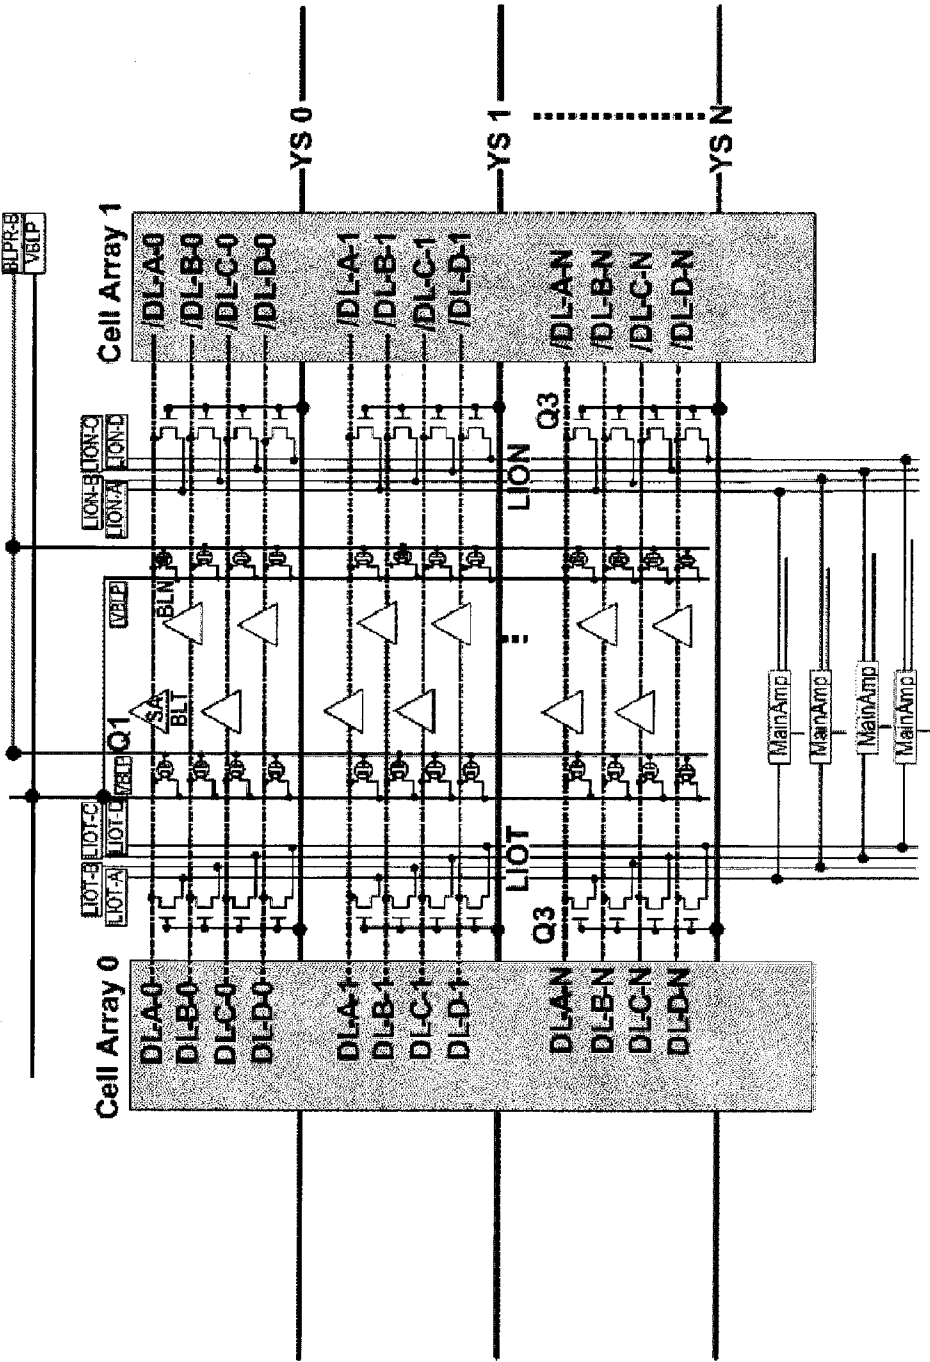 BLPR-B
VBLP
YS 0
YS 1
YS N
Cell Array 1
/DL-A-0
/DL-B-0
/DL-C-0
/DL-D-0
/DL-A-1
/DL-B-1
/DL-C-1
/DL-D-1
/DL-A-N
/DL-B-N
/DL-C-N
/DL-D-N
Q3
LION-B
LION-C
LION-A
LION-D
LION
VBLP
BLN
SA
BLT
Q1
VBLP
MainAmp
MainAmp
MainAmp
MainAmp
LIOT-B
LIOT-C
LIOT-A
LIOT-D
LIOT
Q3
Cell Array 0
DL-A-0
DL-B-0
DL-C-0
DL-D-0
DL-A-1
DL-B-1
DL-C-1
DL-D-1
DL-A-N
DL-B-N
DL-C-N
DL-D-N